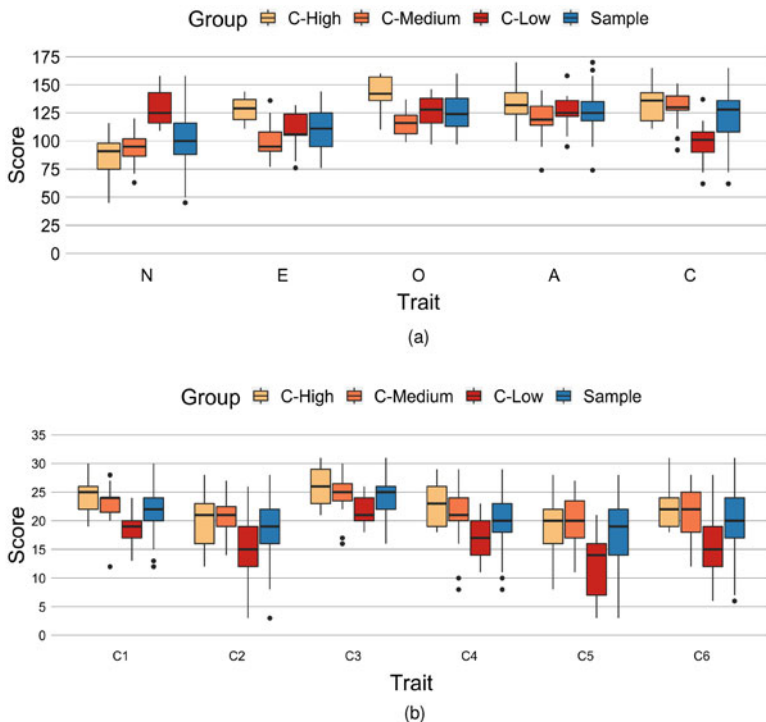 Group C-High C-Medium C-Low Sample
175
150
125
100
75
50
25
0
Score
N E O A C
Trait
(a)
Group C-High C-Medium C-Low Sample
35
30
25
20
15
10
5
0
Score
C1 C2 C3 C4 C5 C6
Trait
(b)